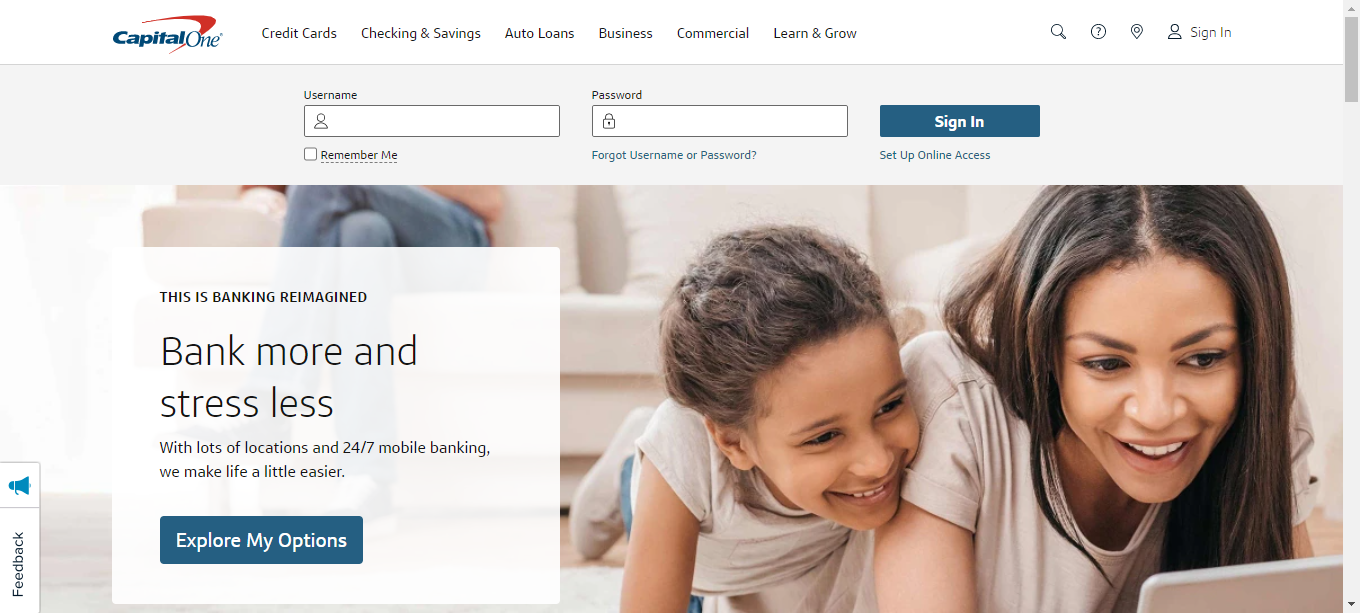 CapitalOne
Credit Cards Checking & Savings Auto Loans Business Commercial Learn & Grow Sign In
Username Password
Sign In
Remember Me Forgot Username or Password? Set Up Online Access
THIS IS BANKING REIMAGINED
Bank more and
stress less
With lots of locations and 24/7 mobile banking,
we make life a little easier.
Explore My Options
Feedback